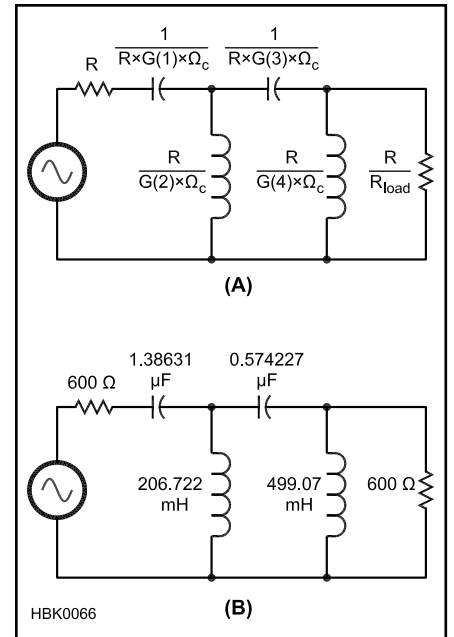 1 1
R R×G(1)×Ωc R×G(3)×Ωc
R R R
G(2)×Ωc G(4)×Ωc Rload
(A)
1.38631 0.574227
600 Ω µF µF
206.722 499.07 600 Ω
mH mH
HBK0066 (B)